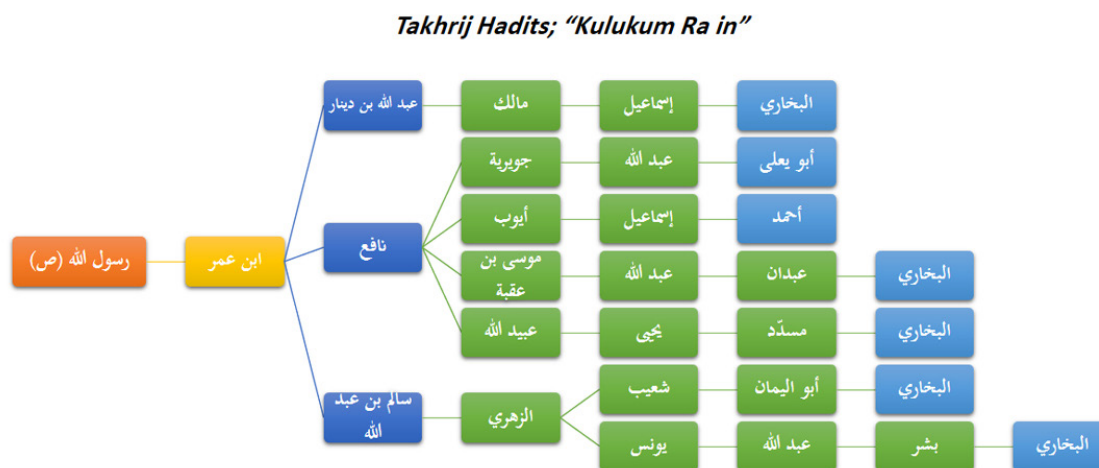 Takhrij Hadits; “Kulukum Ra in”
رسول الله (ص)
ابن عمر
عبد الله بن دينار
مالك
إسماعيل
البخاري
نافع
جويرية
عبد الله
أبو يعلى
أيوب
إسماعيل
أحمد
موسى بن
عقبة
عبد الله
عبدان
البخاري
عبيد الله
يحيى
مسدّد
البخاري
سالم بن عبد
الله
الزهري
شعيب
أبو اليمان
البخاري
يونس
عبد الله
بشر
البخاري